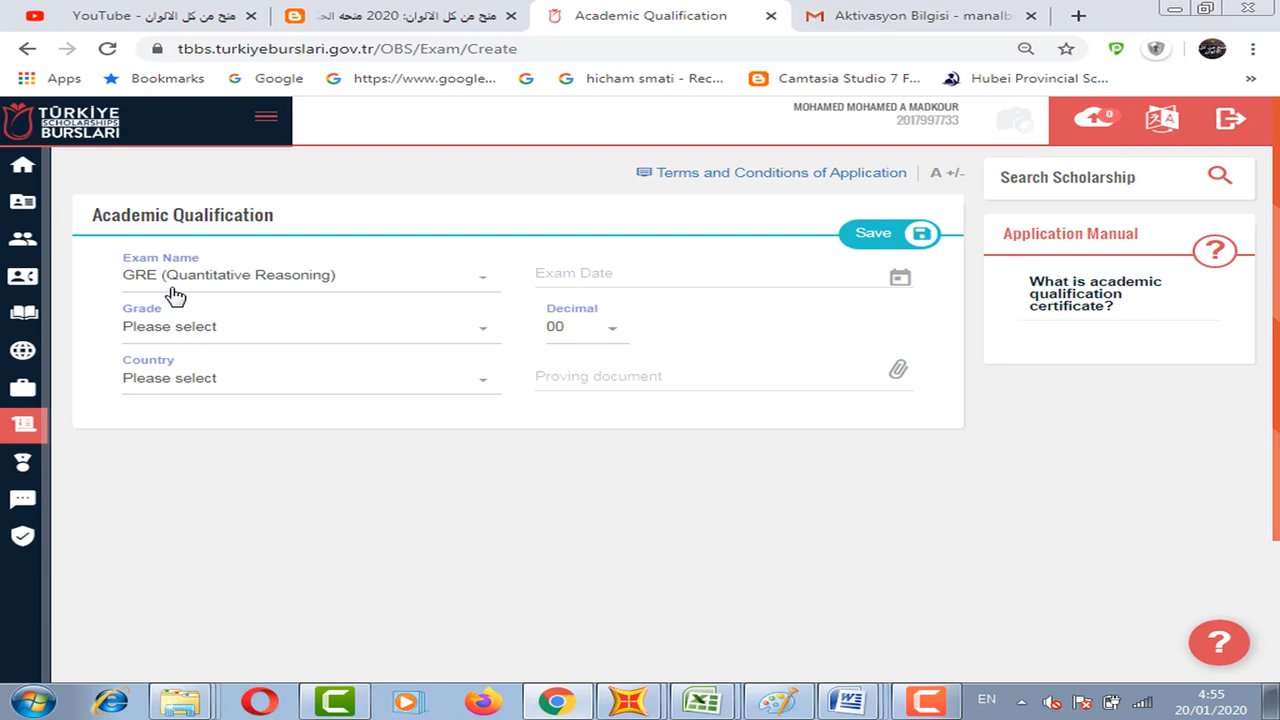 YouTube - منح من كل الالوان
منح من كل الالوان: 2020 منحه الحـ
Academic Qualification
Aktivasyon Bilgisi - manalb
tbbs.turkiyeburslari.gov.tr/OBS/Exam/Create
Apps
Bookmarks
Google
https://www.google...
hicham smati - Rec...
Camtasia Studio 7 F...
Hubei Provincial Sc...
»
TÜRKİYE
SCHOLARSHIPS
BURSLARI
MOHAMED MOHAMED A MADKOUR
2017997733
0
Terms and Conditions of Application
A +/-
Search Scholarship
Academic Qualification
Save
Application Manual
?
What is academic
qualification
certificate?
Exam Name
GRE (Quantitative Reasoning)
Exam Date
Grade
Please select
Decimal
00
Country
Please select
Proving document
?
EN
4:55
20/01/2020